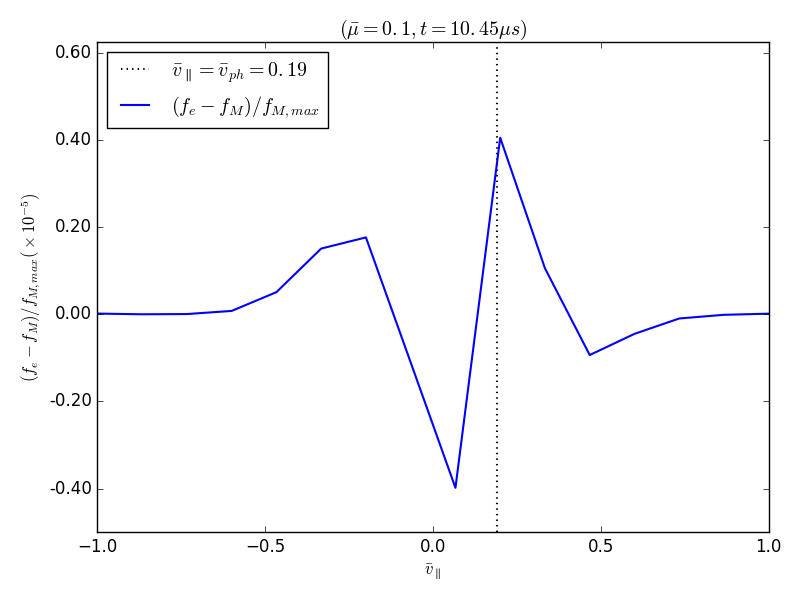 (μ̄ = 0.1, t = 10.45μs)
0.60
v̄∥ = v̄ph = 0.19
(fe − fM)/fM,max
0.40
0.20
0.00
-0.20
-0.40
(fe − fM)/fM,max(×10⁻⁵)
−1.0 −0.5 0.0 0.5 1.0
v̄∥